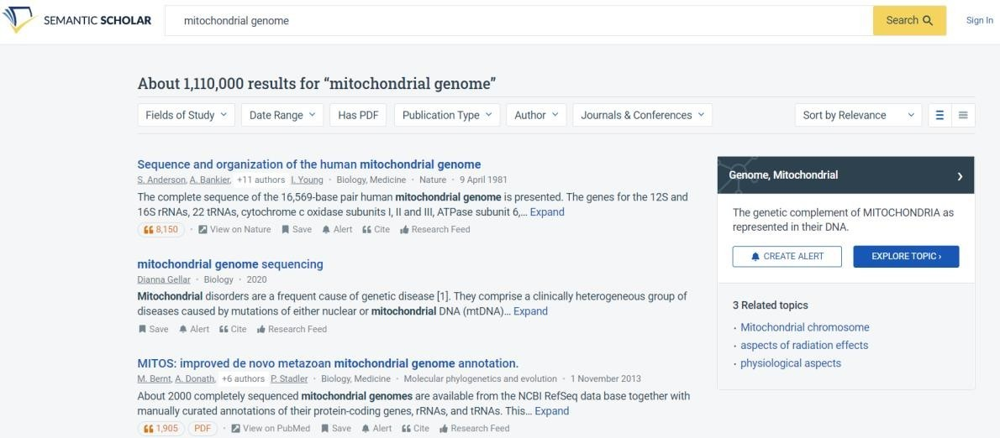 SEMANTIC SCHOLAR
mitochondrial genome
Search
Sign In
About 1,110,000 results for “mitochondrial genome”
Fields of Study
Date Range
Has PDF
Publication Type
Author
Journals & Conferences
Sort by Relevance
Sequence and organization of the human mitochondrial genome
S. Anderson, A. Bankier, +11 authors I. Young · Biology, Medicine · Nature · 9 April 1981
The complete sequence of the 16,569-base pair human mitochondrial genome is presented. The genes for the 12S and
16S rRNAs, 22 tRNAs, cytochrome c oxidase subunits I, II and III, ATPase subunit 6,... Expand
8,150 · View on Nature Save Alert Cite Research Feed
mitochondrial genome sequencing
Dianna Gellar · Biology · 2020
Mitochondrial disorders are a frequent cause of genetic disease [1]. They comprise a clinically heterogeneous group of
diseases caused by mutations of either nuclear or mitochondrial DNA (mtDNA)... Expand
Save Alert Cite Research Feed
MITOS: improved de novo metazoan mitochondrial genome annotation.
M. Bernt, A. Donath, +6 authors P. Stadler · Biology, Medicine · Molecular phylogenetics and evolution · 1 November 2013
About 2000 completely sequenced mitochondrial genomes are available from the NCBI RefSeq data base together with
manually curated annotations of their protein-coding genes, rRNAs, and tRNAs. This... Expand
1,905 PDF · View on PubMed Save Alert Cite Research Feed
Genome, Mitochondrial ›
The genetic complement of MITOCHONDRIA as
represented in their DNA.
CREATE ALERT
EXPLORE TOPIC ›
3 Related topics
· Mitochondrial chromosome
· aspects of radiation effects
· physiological aspects